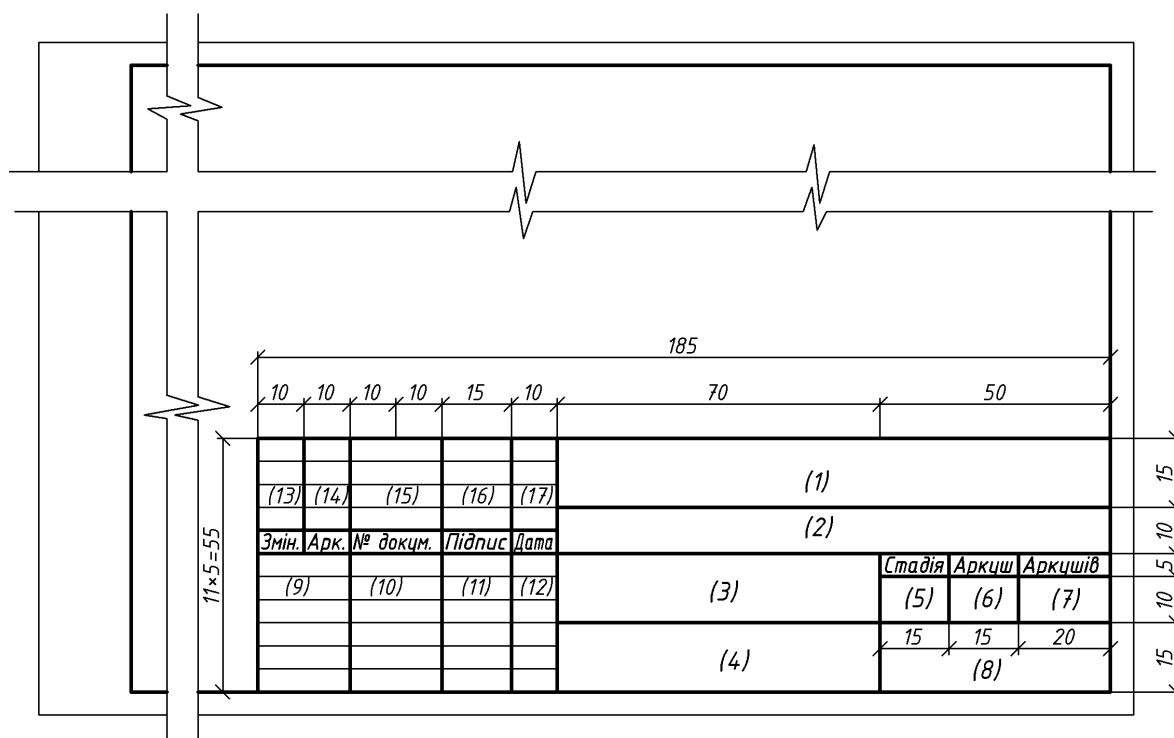 185
10 10 10 10 15 10 70 50
(1) 15
(13) (14) (15) (16) (17)
(2) 10
Змін. Арк. № докум. Підпис Дата
11×5=55
Стадія Аркуш Аркушів 5
(9) (10) (11) (12) (3) (5) (6) (7) 10
15 15 20
(4) (8) 15